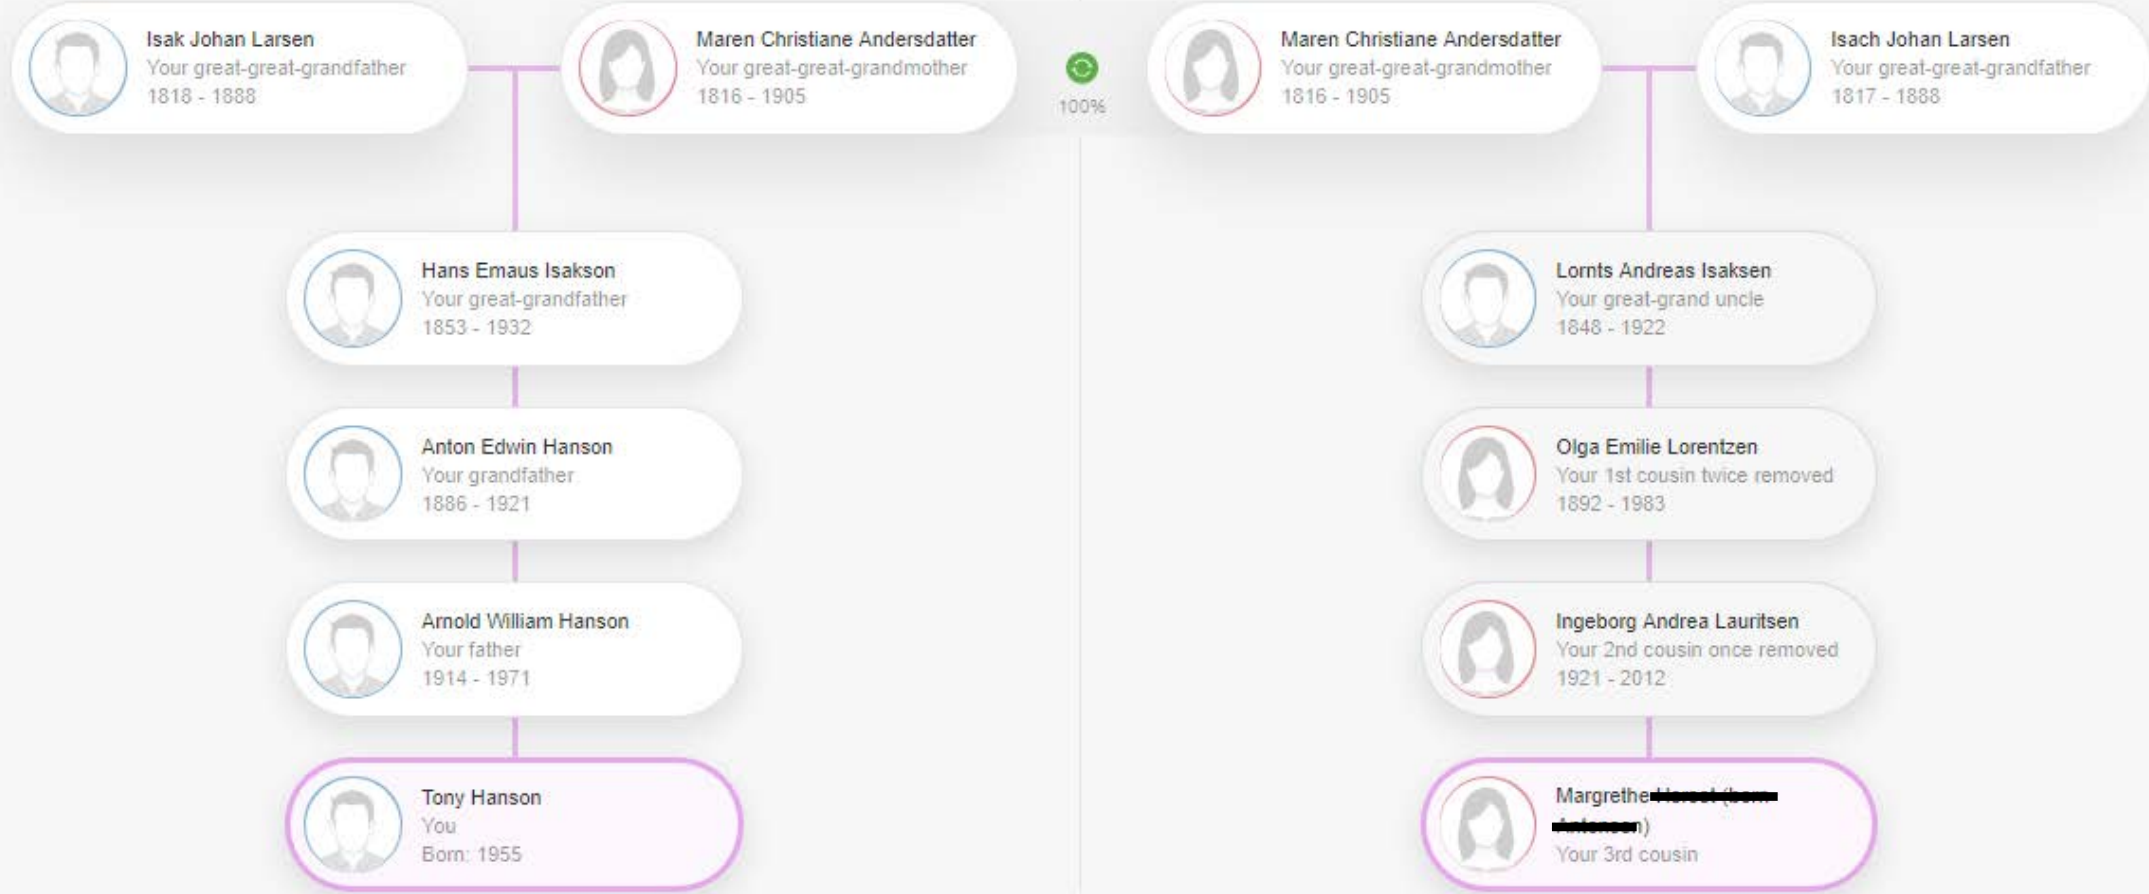 Isak Johan Larsen
Your great-great-grandfather
1818 - 1888
Maren Christiane Andersdatter
Your great-great-grandmother
1816 - 1905
100%
Maren Christiane Andersdatter
Your great-great-grandmother
1816 - 1905
Isach Johan Larsen
Your great-great-grandfather
1817 - 1888
Hans Emaus Isakson
Your great-grandfather
1853 - 1932
Lornts Andreas Isaksen
Your great-grand uncle
1848 - 1922
Anton Edwin Hanson
Your grandfather
1886 - 1921
Olga Emilie Lorentzen
Your 1st cousin twice removed
1892 - 1983
Arnold William Hanson
Your father
1914 - 1971
Ingeborg Andrea Lauritsen
Your 2nd cousin once removed
1921 - 2012
Tony Hanson
You
Born: 1955
Margrethe
Your 3rd cousin